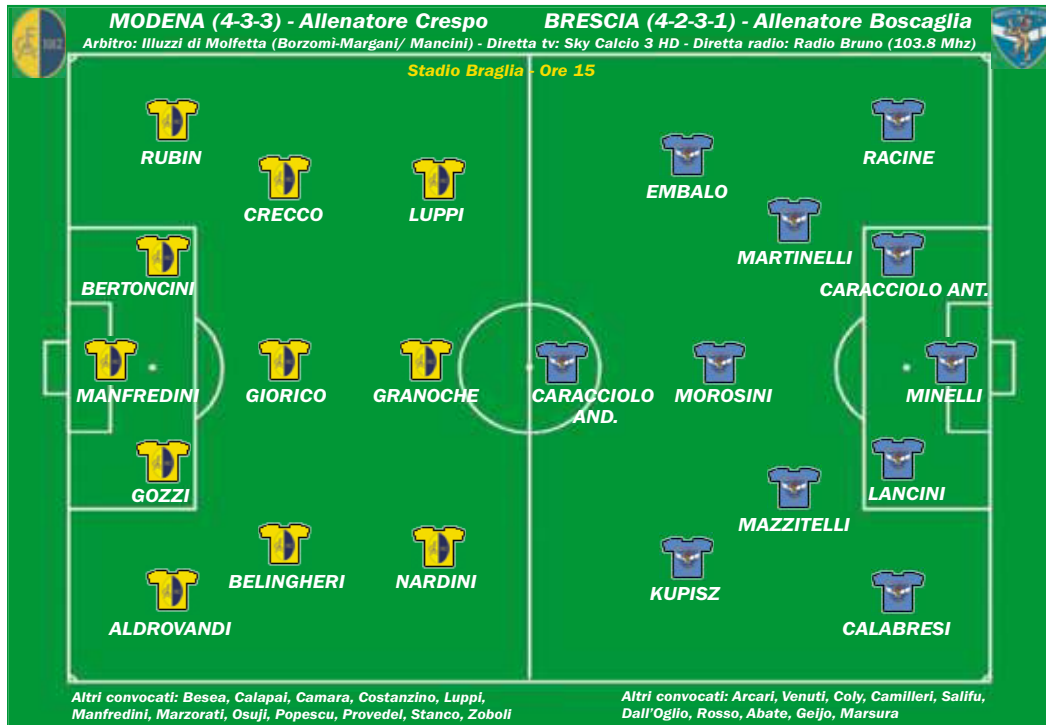 MODENA (4-3-3) - Allenatore Crespo
BRESCIA (4-2-3-1) - Allenatore Boscaglia
Arbitro: Illuzzi di Molfetta (Borzomì-Margani/ Mancini) - Diretta tv: Sky Calcio 3 HD - Diretta radio: Radio Bruno (103.8 Mhz)
Stadio Braglia - Ore 15
RUBIN
CRECCO
LUPPI
BERTONCINI
MANFREDINI
GIORICO
GRANOCHE
GOZZI
BELINGHERI
NARDINI
ALDROVANDI
EMBALO
RACINE
MARTINELLI
CARACCIOLO ANT.
CARACCIOLO
AND.
MOROSINI
MINELLI
LANCINI
MAZZITELLI
KUPISZ
CALABRESI
Altri convocati: Besea, Calapai, Camara, Costanzino, Luppi,
Manfredini, Marzorati, Osuji, Popescu, Provedel, Stanco, Zoboli
Altri convocati: Arcari, Venuti, Coly, Camilleri, Salifu,
Dall'Oglio, Rosso, Abate, Geijo, Marsura